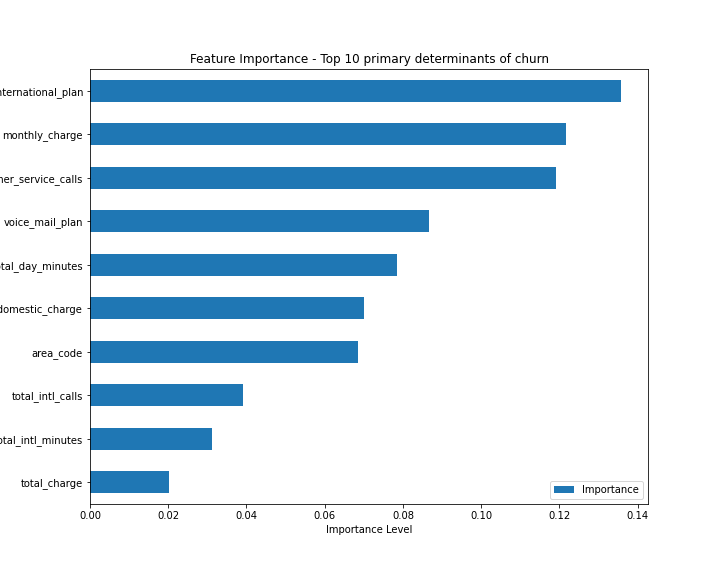 Feature Importance - Top 10 primary determinants of churn
nternational_plan
monthly_charge
ner_service_calls
voice_mail_plan
otal_day_minutes
domestic_charge
area_code
total_intl_calls
otal_intl_minutes
total_charge
Importance
0.00 0.02 0.04 0.06 0.08 0.10 0.12 0.14
Importance Level